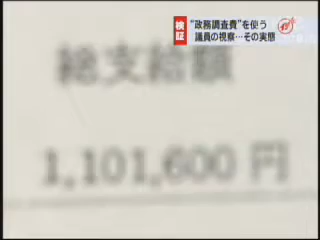 検証
"政務調査費"を使う
議員の視察…その実態
総支給額
1,101,600 円